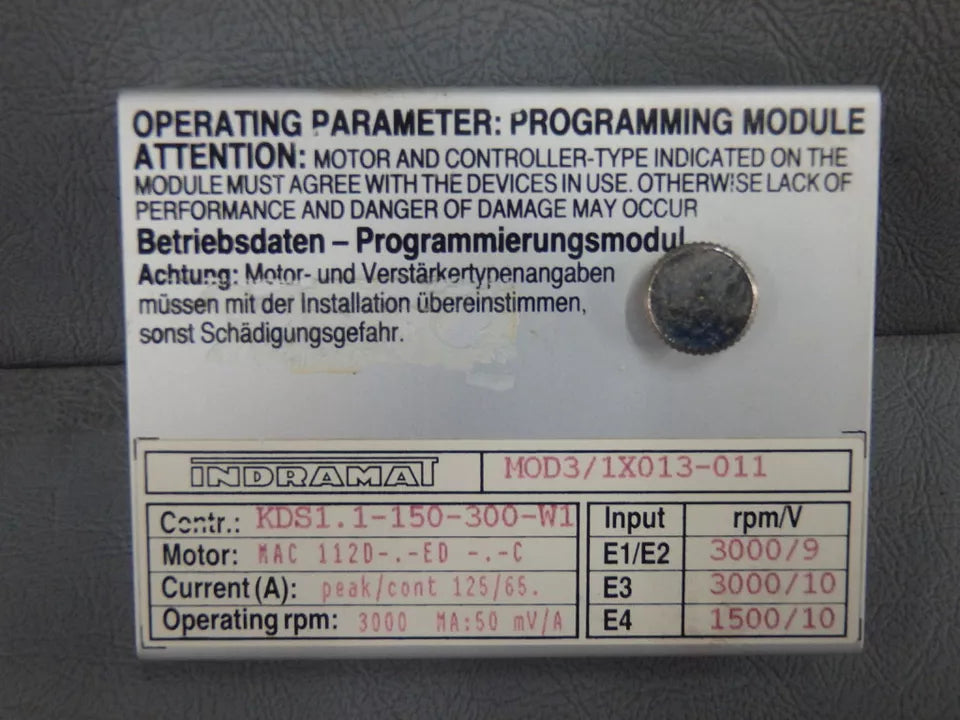 OPERATING PARAMETER: PROGRAMMING MODULE
ATTENTION: MOTOR AND CONTROLLER-TYPE INDICATED ON THE
MODULE MUST AGREE WITH THE DEVICES IN USE. OTHERWISE LACK OF
PERFORMANCE AND DANGER OF DAMAGE MAY OCCUR
Betriebsdaten – Programmierungsmodul
Achtung: Motor- und Verstärkertypenangaben
müssen mit der Installation übereinstimmen,
sonst Schädigungsgefahr.
INDRAMAT MOD3/1X013-011
Contr.: KDS1.1-150-300-W1 Input rpm/V
Motor: MAC 112D-.-ED -.-C E1/E2 3000/9
Current (A): peak/cont 125/65. E3 3000/10
Operating rpm: 3000 MA:50 mV/A E4 1500/10